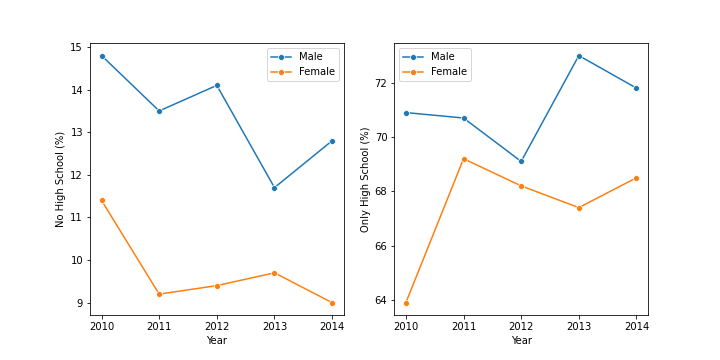 No High School (%)
15
14
13
12
11
10
9
2010 2011 2012 2013 2014
Year
Male
Female
Only High School (%)
72
70
68
66
64
2010 2011 2012 2013 2014
Year
Male
Female